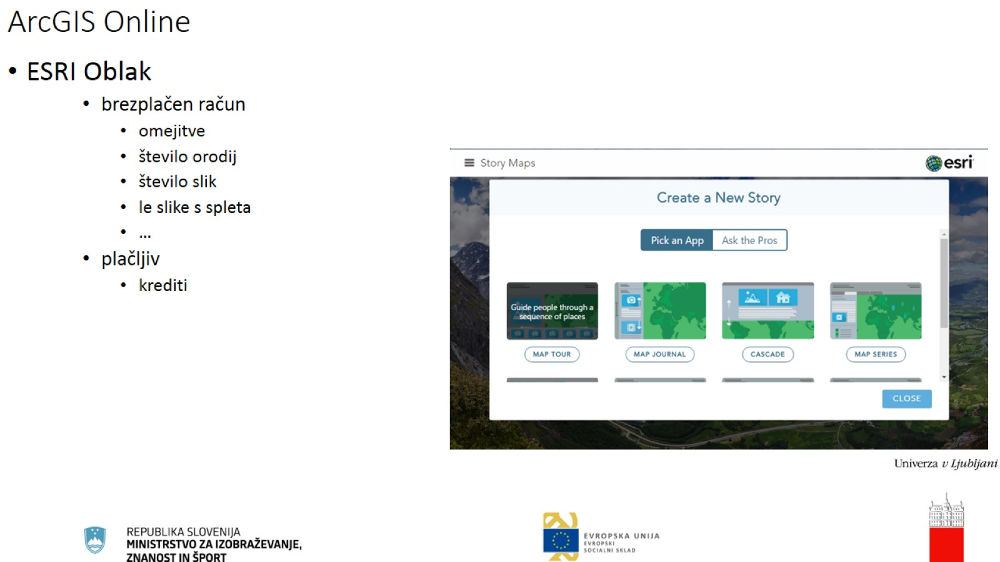 ArcGIS Online
• ESRI Oblak
• brezplačen račun
• omejitve
• število orodij
• število slik
• le slike s spleta
• ...
• plačljiv
• krediti
Story Maps
esri
Create a New Story
Pick an App
Ask the Pros
Guide people through a
sequence of places
MAP TOUR
MAP JOURNAL
CASCADE
MAP SERIES
CLOSE
Univerza v Ljubljani
REPUBLIKA SLOVENIJA
MINISTRSTVO ZA IZOBRAŽEVANJE,
ZNANOST IN ŠPORT
EVROPSKA UNIJA
EVROPSKI
SOCIALNI SKLAD